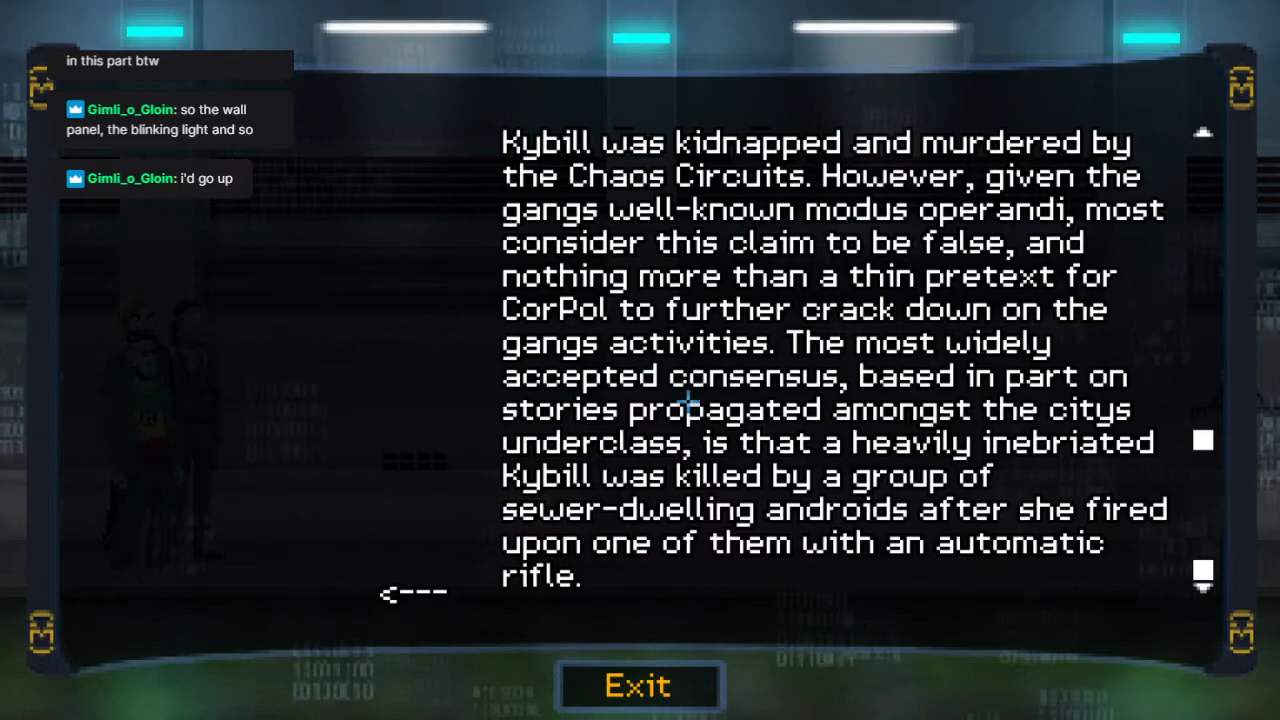 in this part btw
Gimli_o_Gloin: so the wall
panel, the blinking light and so
Gimli_o_Gloin: i'd go up
Kybill was kidnapped and murdered by
the Chaos Circuits. However, given the
gangs well-known modus operandi, most
consider this claim to be false, and
nothing more than a thin pretext for
CorPol to further crack down on the
gangs activities. The most widely
accepted consensus, based in part on
stories propagated amongst the citys
underclass, is that a heavily inebriated
Kybill was killed by a group of
sewer-dwelling androids after she fired
upon one of them with an automatic
rifle.
<---
Exit